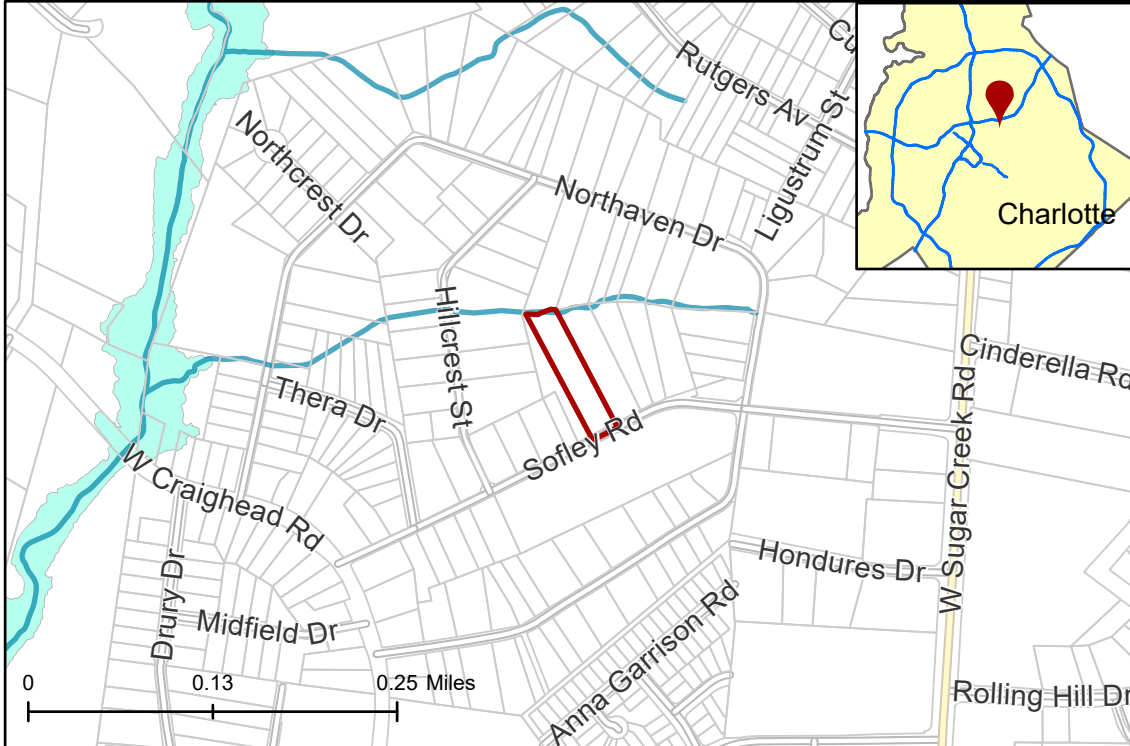 Rutgers Av
Cu
Ligustrum St
Northcrest Dr
Northaven Dr
Charlotte
Hillcrest St
Cinderella Rd
Thera Dr
Sofley Rd
W Sugar Creek Rd
W Craighead Rd
Hondures Dr
Drury Dr
Midfield Dr
Anna Garrison Rd
Rolling Hill Dr
0 0.13 0.25 Miles